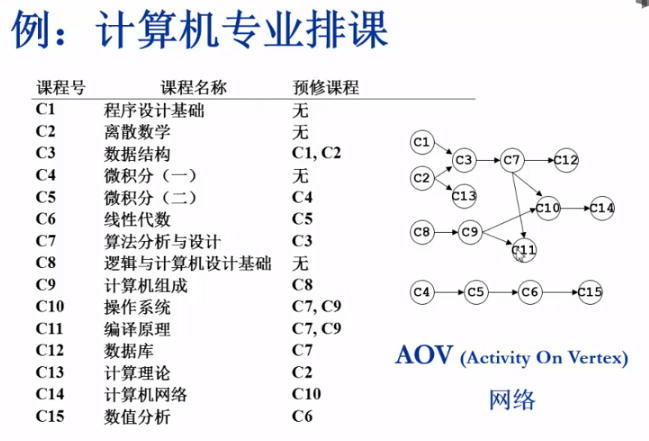 例：计算机专业排课
课程号 课程名称 预修课程
C1 程序设计基础 无
C2 离散数学 无
C3 数据结构 C1, C2
C4 微积分（一） 无
C5 微积分（二） C4
C6 线性代数 C5
C7 算法分析与设计 C3
C8 逻辑与计算机设计基础 无
C9 计算机组成 C8
C10 操作系统 C7, C9
C11 编译原理 C7, C9
C12 数据库 C7
C13 计算理论 C2
C14 计算机网络 C10
C15 数值分析 C6
C1
C3 C7 C12
C2
C13
C10 C14
C8 C9
C11
C4 C5 C6 C15
AOV (Activity On Vertex)
网络